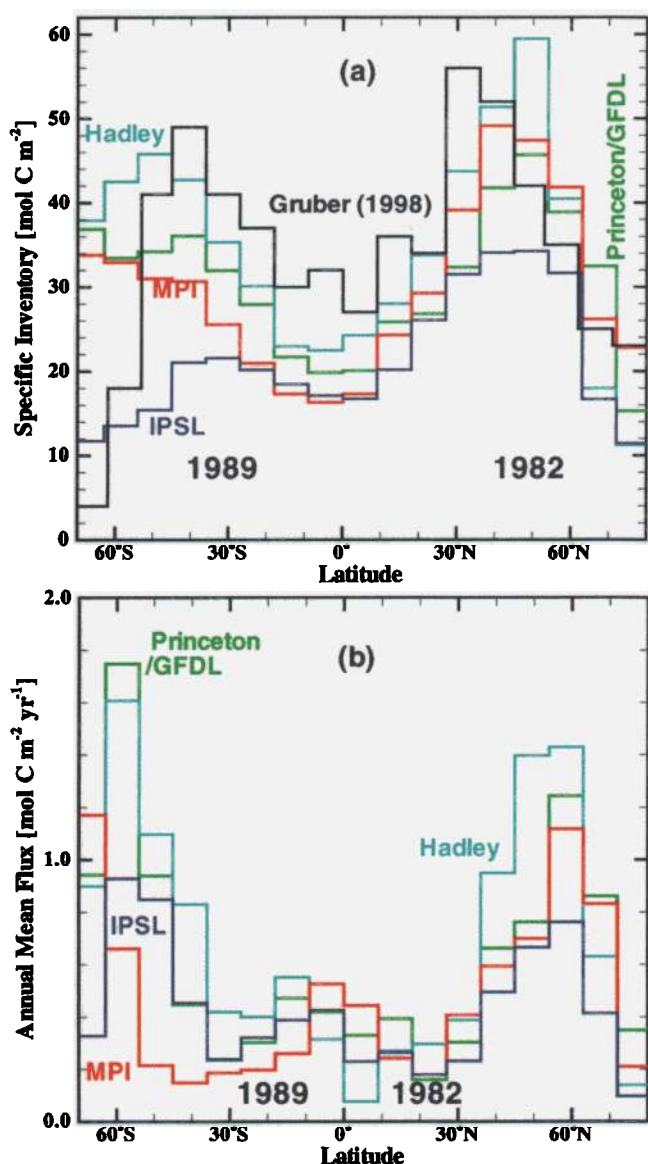 Specific Inventory [mol C m⁻²]
60
50
40
30
20
10
0
(a)
Hadley
Gruber (1998)
Princeton/GFDL
MPI
IPSL
1989
1982
60°S
30°S
0°
30°N
60°N
Latitude
Annual Mean Flux [mol C m⁻² yr⁻¹]
2.0
1.0
0.0
Princeton
/GFDL
(b)
Hadley
IPSL
MPI
1989
1982
60°S
30°S
0°
30°N
60°N
Latitude